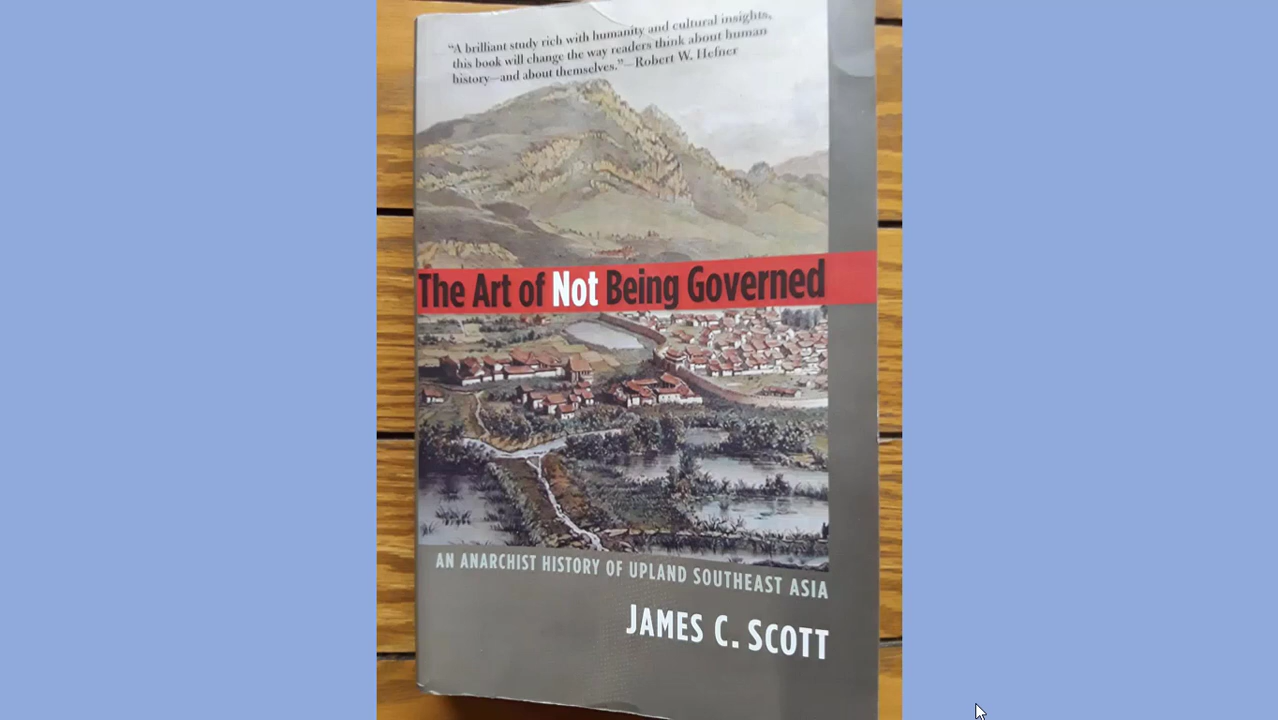 “A brilliant study rich with humanity and cultural insights,
this book will change the way readers think about human
history—and about themselves.”—Robert W. Hefner
The Art of Not Being Governed
AN ANARCHIST HISTORY OF UPLAND SOUTHEAST ASIA
JAMES C. SCOTT